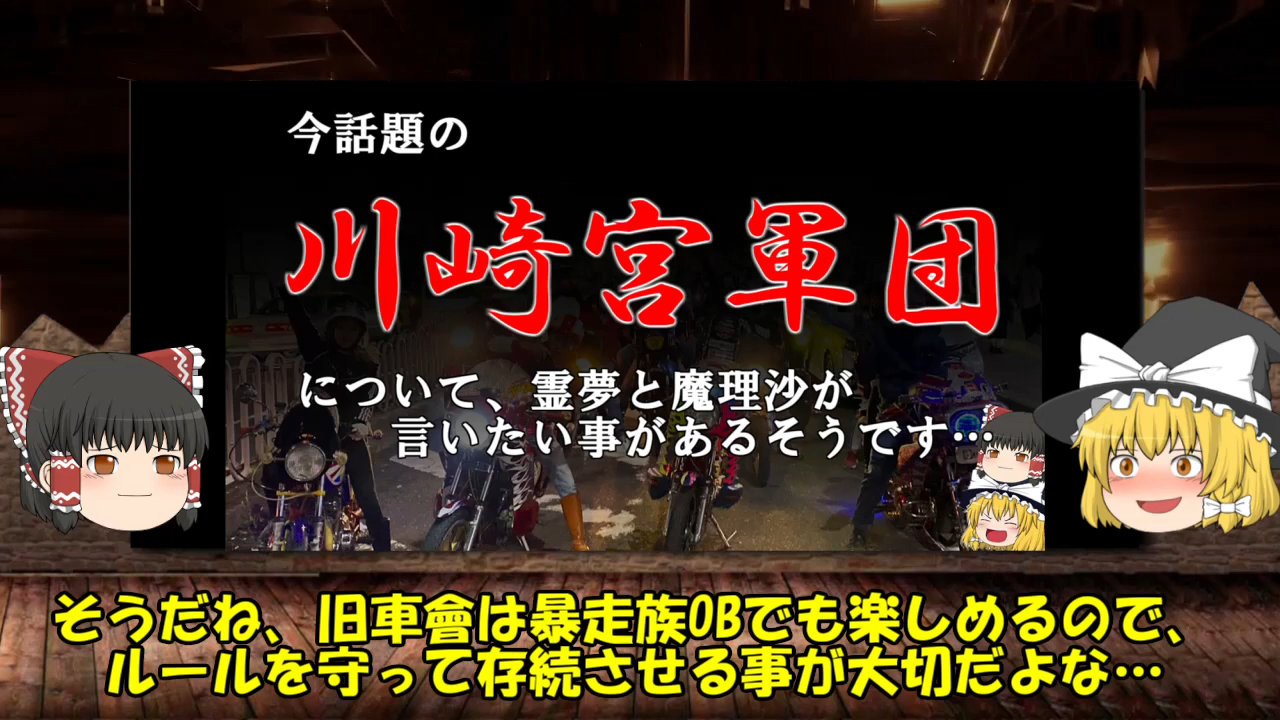 今話題の
川崎宮軍団
について、霊夢と魔理沙が
言いたい事があるそうです…
そうだね、旧車會は暴走族OBでも楽しめるので、
ルールを守って存続させる事が大切だよな…